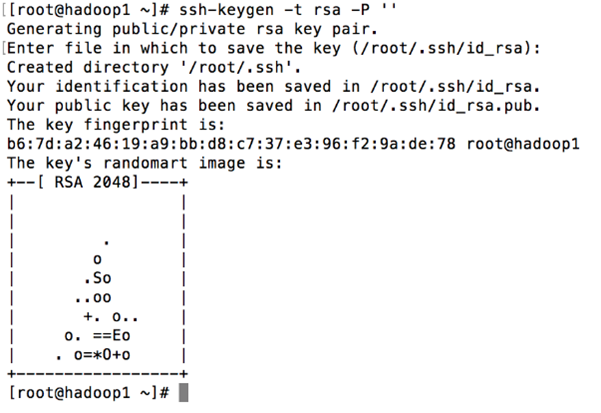 [[root@hadoop1 ~]# ssh-keygen -t rsa -P ''
Generating public/private rsa key pair.
[Enter file in which to save the key (/root/.ssh/id_rsa):
Created directory '/root/.ssh'.
Your identification has been saved in /root/.ssh/id_rsa.
Your public key has been saved in /root/.ssh/id_rsa.pub.
The key fingerprint is:
b6:7d:a2:46:19:a9:bb:d8:c7:37:e3:96:f2:9a:de:78 root@hadoop1
The key's randomart image is:
+--[ RSA 2048]----+
|                 |
|                 |
|         .       |
|        o        |
|       .So       |
|      ..oo       |
|       +. o..    |
|     o. ==Eo     |
|    . o=*O+o     |
+-----------------+
[root@hadoop1 ~]#